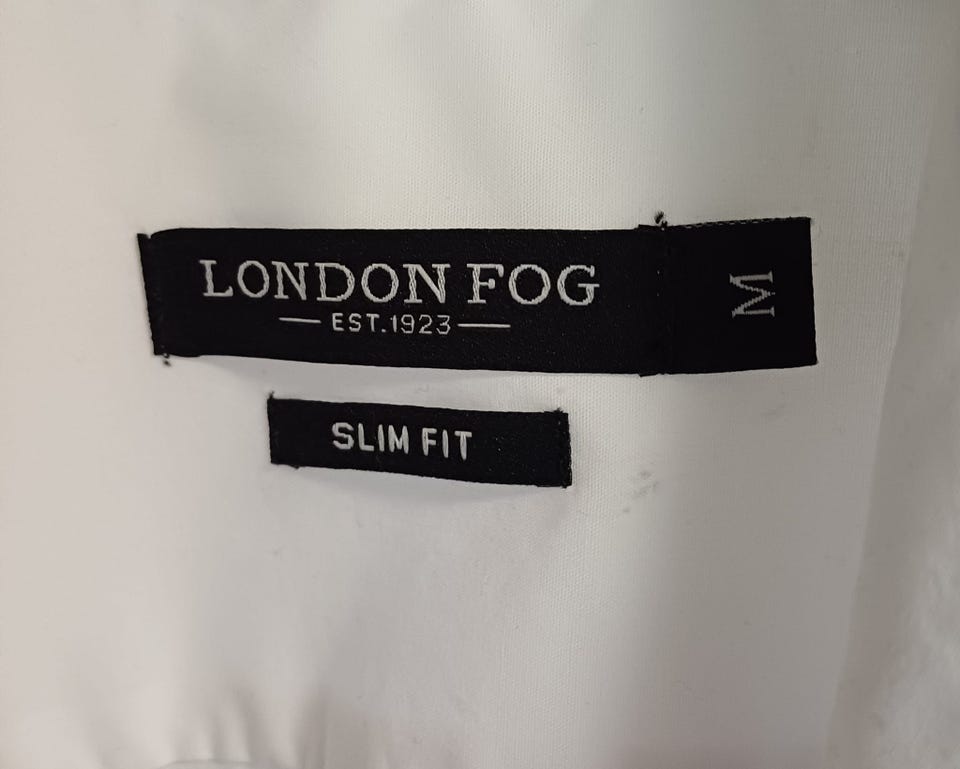 LONDON FOG
EST.1923
M
SLIM FIT